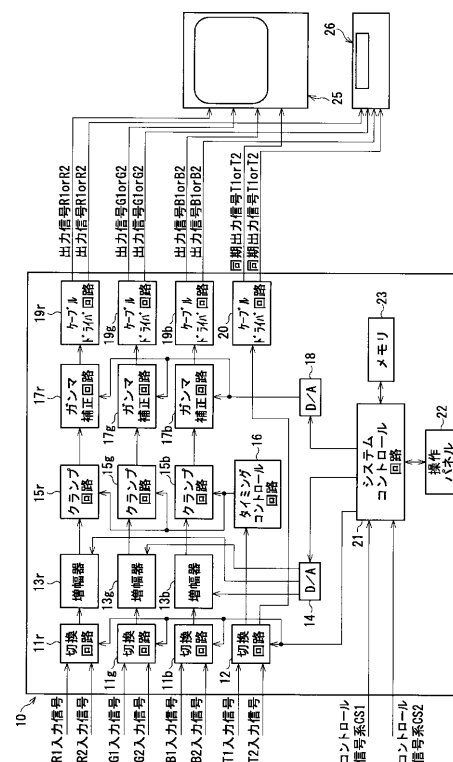 10
R1入力信号
R2入力信号
G1入力信号
G2入力信号
B1入力信号
B2入力信号
T1入力信号
T2入力信号
コントロール
信号系CS1
コントロール
信号系CS2
11r
切換
回路
11g
切換
回路
11b
切換
回路
12
切換
回路
13r
増幅器
13g
増幅器
13b
増幅器
14
D/A
15r
クランプ
回路
15g
クランプ
回路
15b
クランプ
回路
16
タイミング
コントロール
回路
17r
ガンマ
補正回路
17g
ガンマ
補正回路
17b
ガンマ
補正回路
18
D/A
19r
ケーブル
ドライバ回路
19g
ケーブル
ドライバ回路
19b
ケーブル
ドライバ回路
20
ケーブル
ドライバ回路
21
システム
コントロール
回路
22
操作
パネル
23
メモリ
出力信号R1orR2
出力信号R1orR2
出力信号G1orG2
出力信号G1orG2
出力信号B1orB2
出力信号B1orB2
同期出力信号T1orT2
同期出力信号T1orT2
25
26